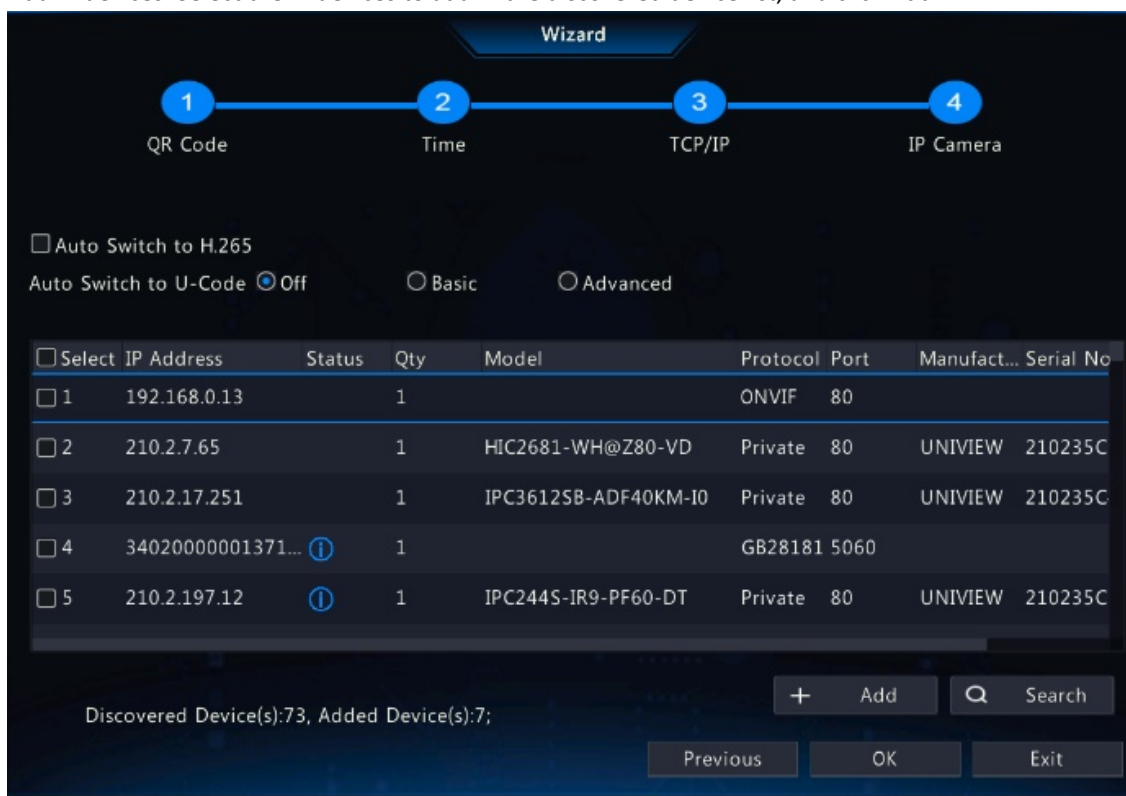 Wizard
1 2 3 4
QR Code Time TCP/IP IP Camera
Auto Switch to H.265
Auto Switch to U-Code Off Basic Advanced
Select IP Address Status Qty Model Protocol Port Manufact... Serial No
1 192.168.0.13 1 ONVIF 80
2 210.2.7.65 1 HIC2681-WH@Z80-VD Private 80 UNIVIEW 210235C
3 210.2.17.251 1 IPC3612SB-ADF40KM-I0 Private 80 UNIVIEW 210235C
4 34020000001371... 1 GB28181 5060
5 210.2.197.12 1 IPC244S-IR9-PF60-DT Private 80 UNIVIEW 210235C
+ Add Search
Discovered Device(s):73, Added Device(s):7;
Previous OK Exit